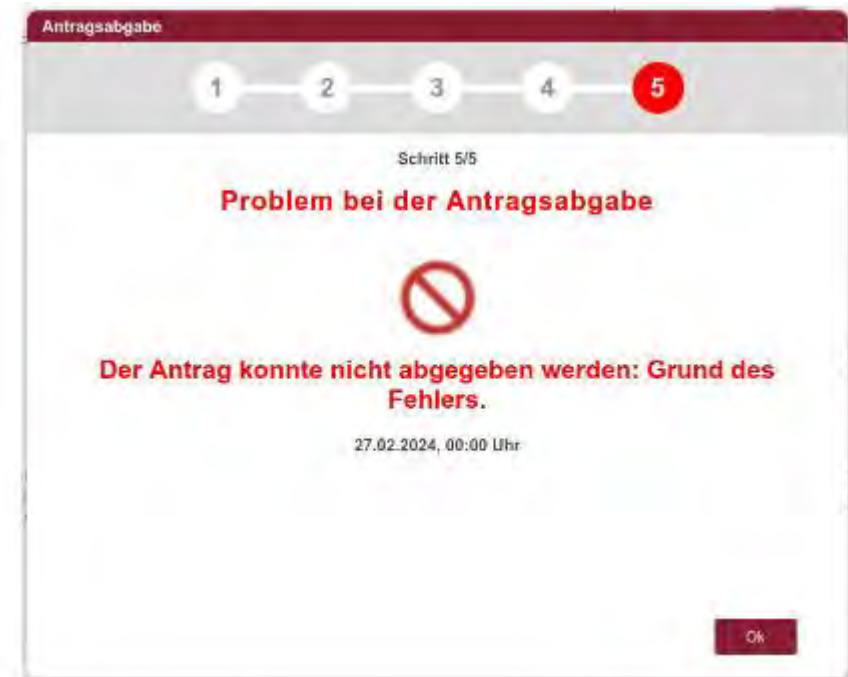 Antragsabgabe
1 2 3 4 5
Schritt 5/5
Problem bei der Antragsabgabe
Der Antrag konnte nicht abgegeben werden: Grund des
Fehlers.
27.02.2024, 00:00 Uhr
Ok